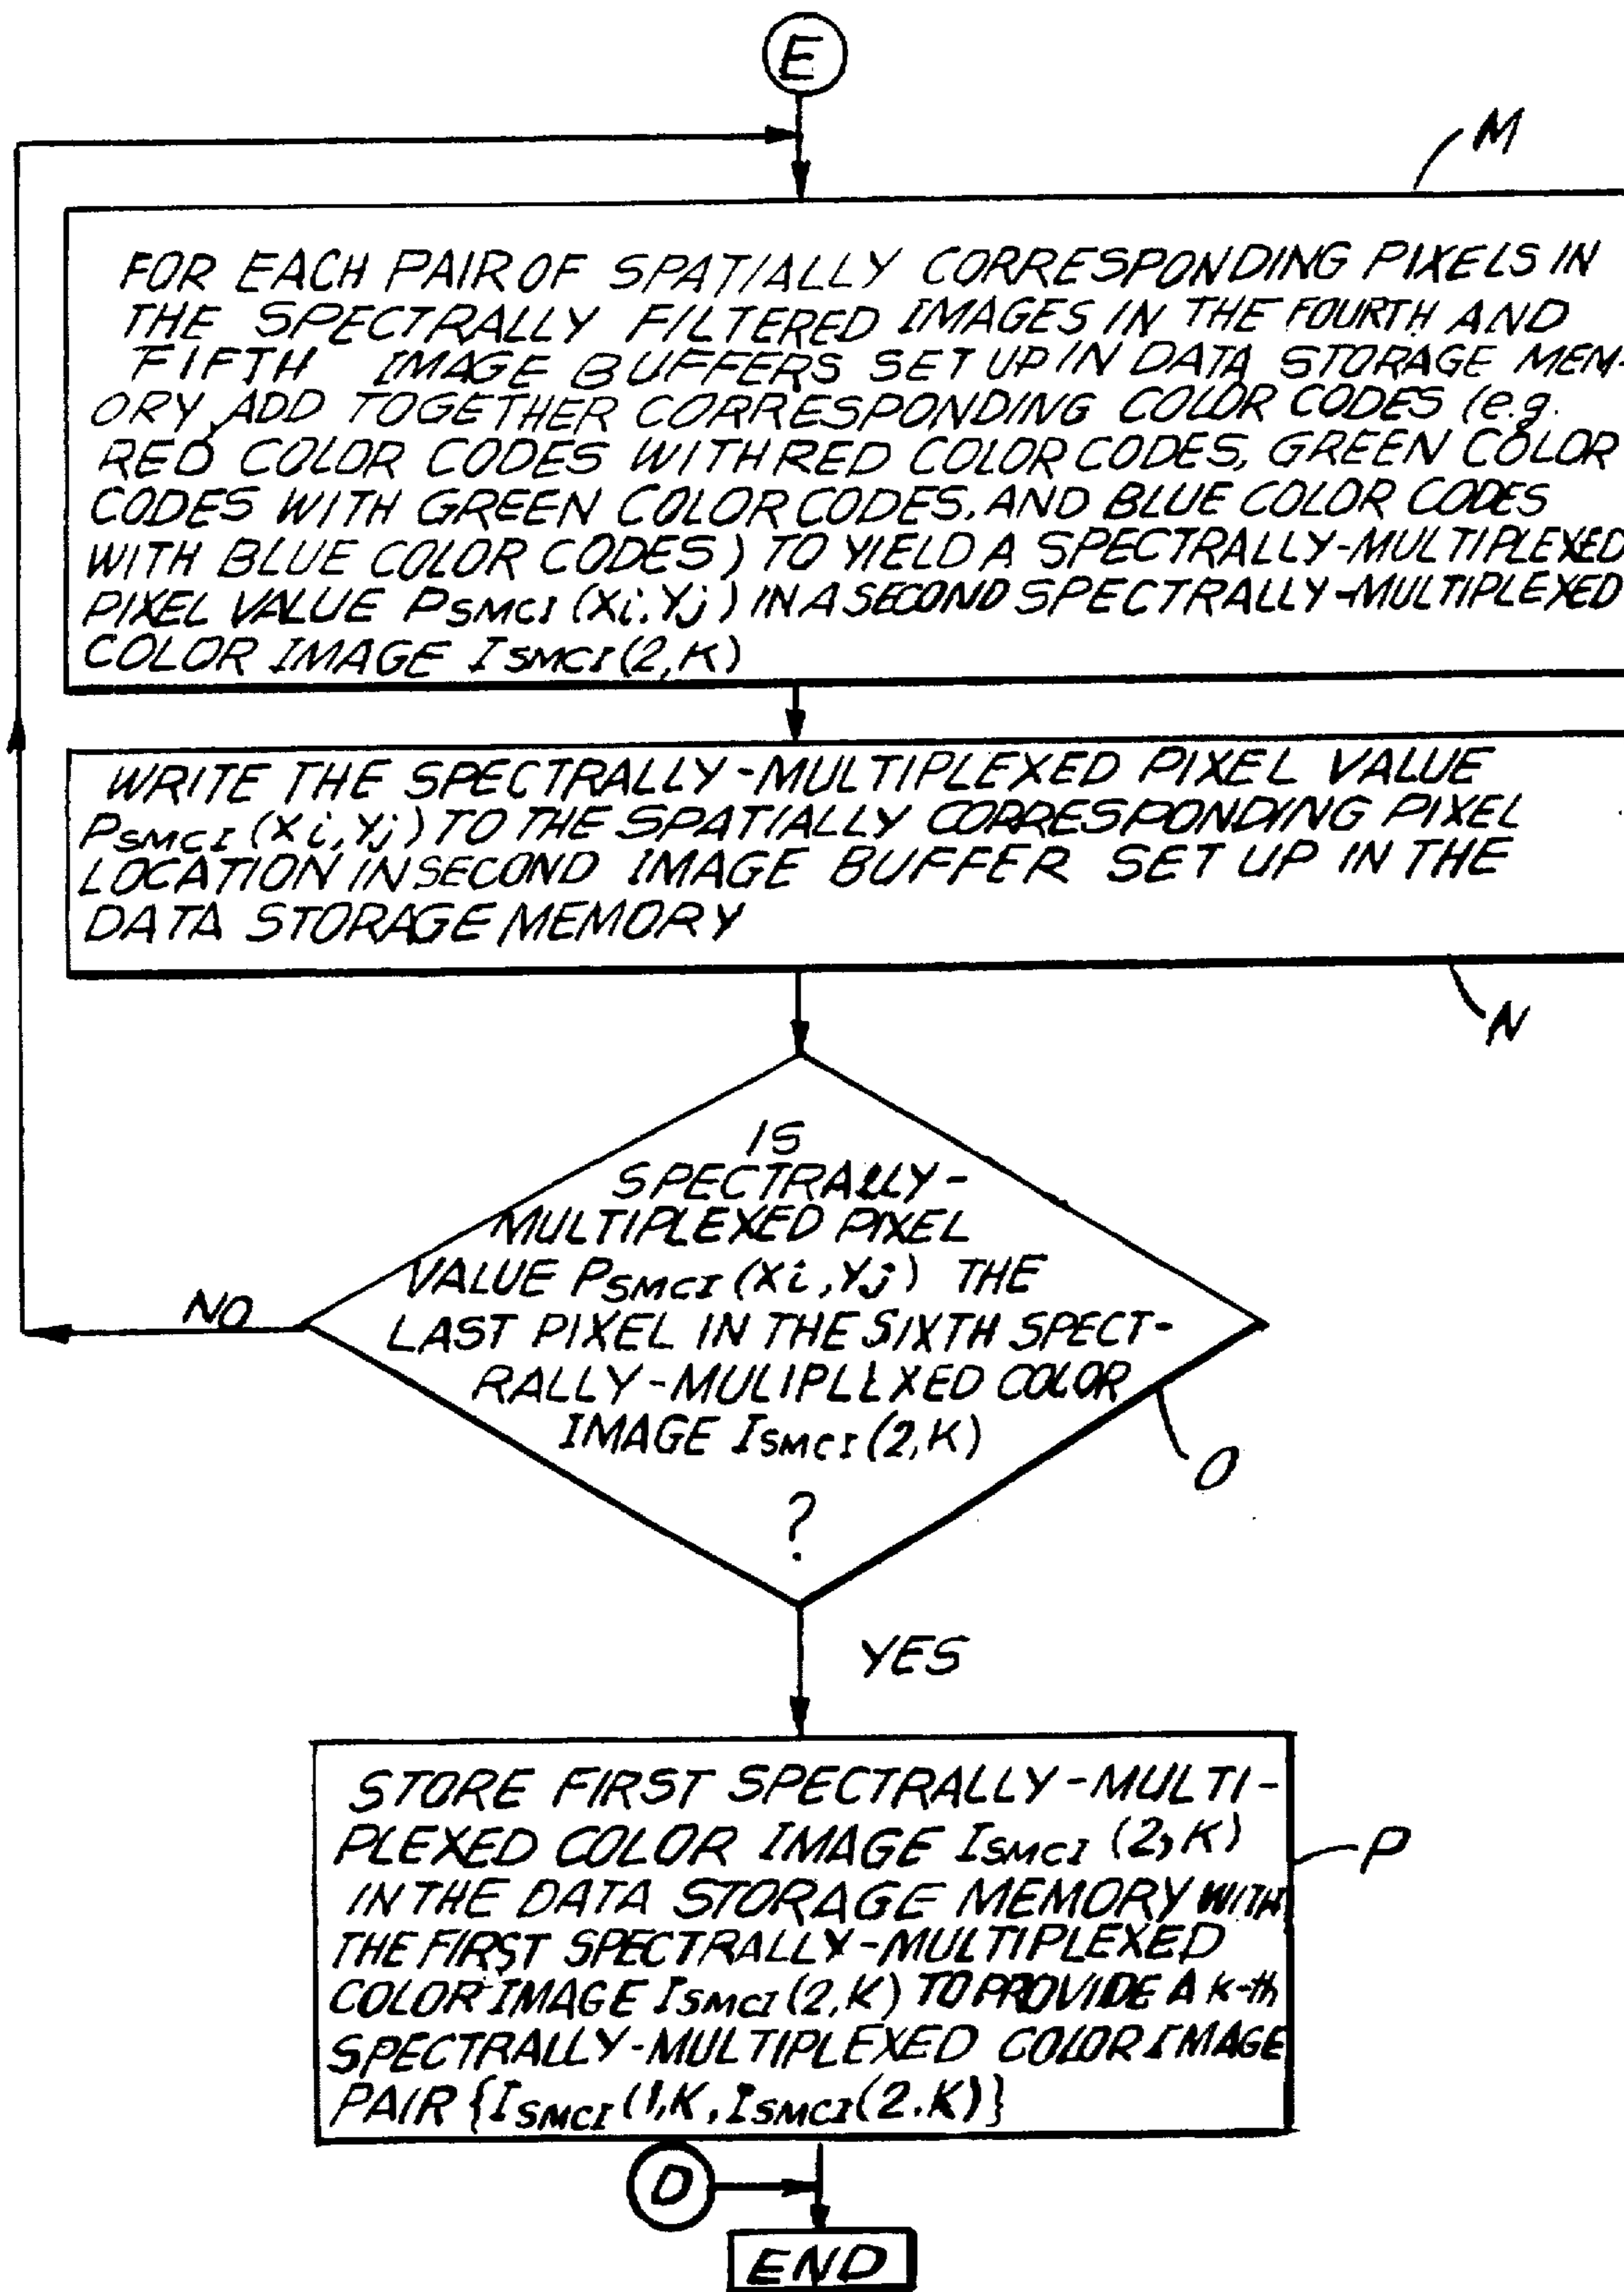 E
M
FOR EACH PAIR OF SPATIALLY CORRESPONDING PIXELS IN
THE SPECTRALLY FILTERED IMAGES IN THE FOURTH AND
FIFTH IMAGE BUFFERS SET UP IN DATA STORAGE MEM-
ORY, ADD TOGETHER CORRESPONDING COLOR CODES (e.g.
RED COLOR CODES WITH RED COLOR CODES, GREEN COLOR
CODES WITH GREEN COLOR CODES, AND BLUE COLOR CODES
WITH BLUE COLOR CODES) TO YIELD A SPECTRALLY-MULTIPLEXED
PIXEL VALUE PSMCI (Xi, Yj) IN A SECOND SPECTRALLY-MULTIPLEXED
COLOR IMAGE ISMCI (2, K)
WRITE THE SPECTRALLY-MULTIPLEXED PIXEL VALUE
PSMCI (Xi, Yj) TO THE SPATIALLY CORRESPONDING PIXEL
LOCATION IN SECOND IMAGE BUFFER SET UP IN THE
DATA STORAGE MEMORY
N
IS
SPECTRALLY-
MULTIPLEXED PIXEL
VALUE PSMCI (Xi, Yj) THE
LAST PIXEL IN THE SIXTH SPECT-
RALLY-MULIPLEXED COLOR
IMAGE ISMCI (2, K)
?
NO
O
YES
STORE FIRST SPECTRALLY-MULTI-
PLEXED COLOR IMAGE ISMCI (2, K)
IN THE DATA STORAGE MEMORY WITH
THE FIRST SPECTRALLY-MULTIPLEXED
COLOR IMAGE ISMCI (2, K) TO PROVIDE A K-th
SPECTRALLY-MULTIPLEXED COLOR IMAGE
PAIR {ISMCI (1, K, ISMCI (2, K)}
P
D
END